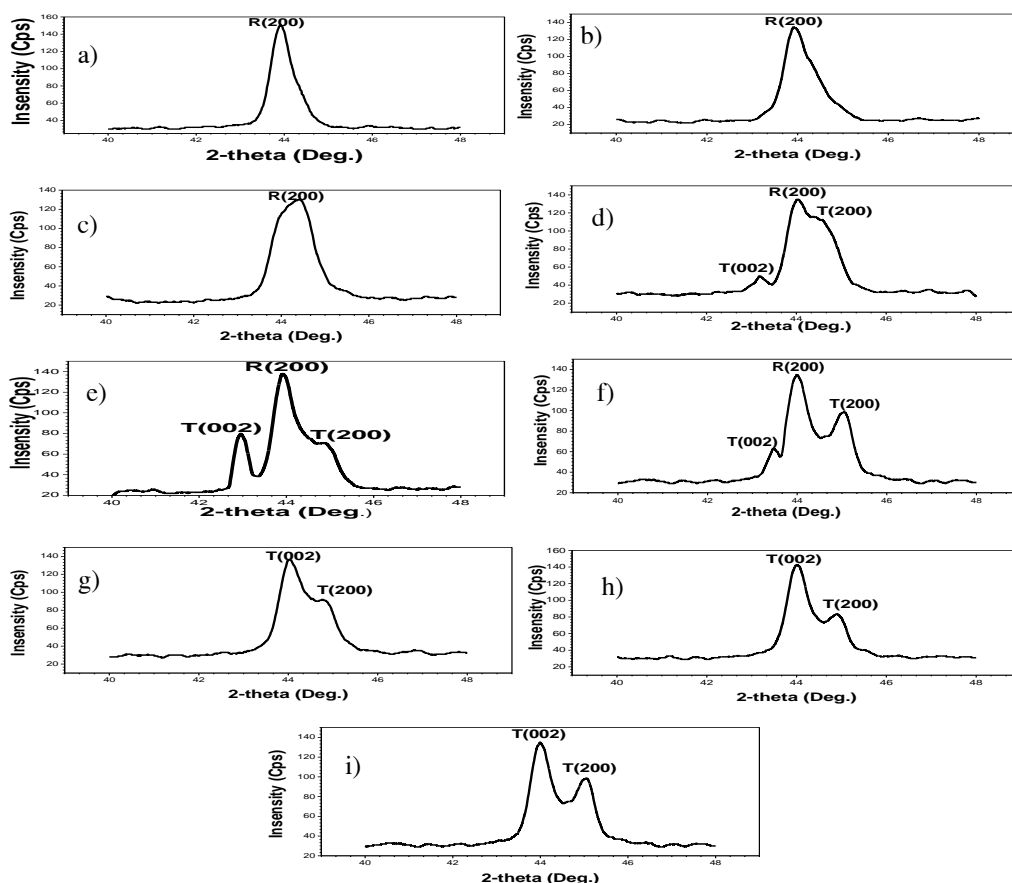 a)
R(200)
Insensity (Cps)
160
140
120
100
80
60
40
40
42
44
46
48
2-theta (Deg.)
b)
R(200)
Insensity (Cps)
140
120
100
80
60
40
20
40
42
44
46
48
2-theta (Deg.)
c)
R(200)
Insensity (Cps)
140
120
100
80
60
40
20
40
42
44
46
48
2-theta (Deg.)
d)
R(200)
T(200)
T(002)
Insensity (Cps)
140
120
100
80
60
40
20
40
42
44
46
48
2-theta (Deg.)
e)
R(200)
T(002)
T(200)
Insensity (Cps)
140
120
100
80
60
40
20
40
42
44
46
48
2-theta (Deg.)
f)
R(200)
T(200)
T(002)
Insensity (Cps)
140
120
100
80
60
40
20
40
42
44
46
48
2-theta (Deg.)
g)
T(002)
T(200)
Insensity (Cps)
140
120
100
80
60
40
20
40
42
44
46
48
2-theta (Deg.)
h)
T(002)
T(200)
Insensity (Cps)
160
140
120
100
80
60
40
20
40
42
44
46
48
2-theta (Deg.)
i)
T(002)
T(200)
Insensity (Cps)
140
120
100
80
60
40
20
40
42
44
46
48
2-theta (Deg.)